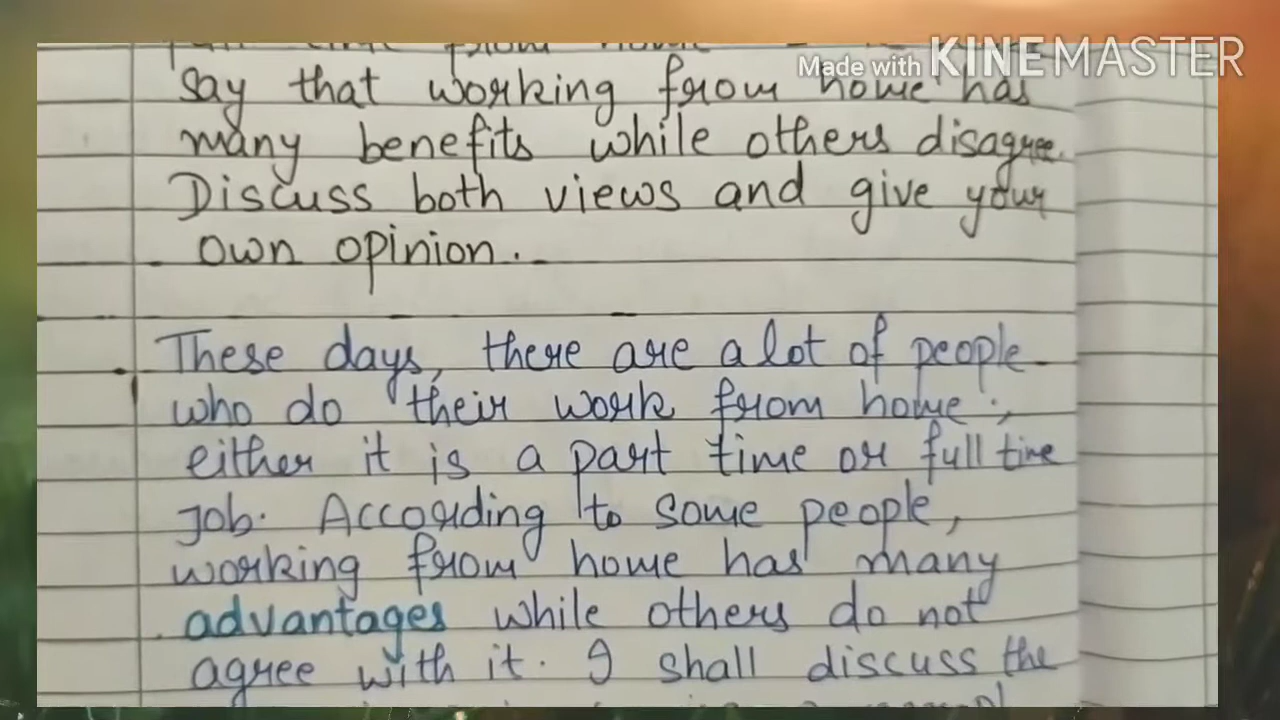 from home
Made with KINEMASTER
say that working from home has
many benefits while others disagree.
Discuss both views and give your
own opinion.
These days, there are a lot of people
who do their work from home,
either it is a part time or full time
job. According to some people,
working from home has many
advantages while others do not
agree with it. I shall discuss the